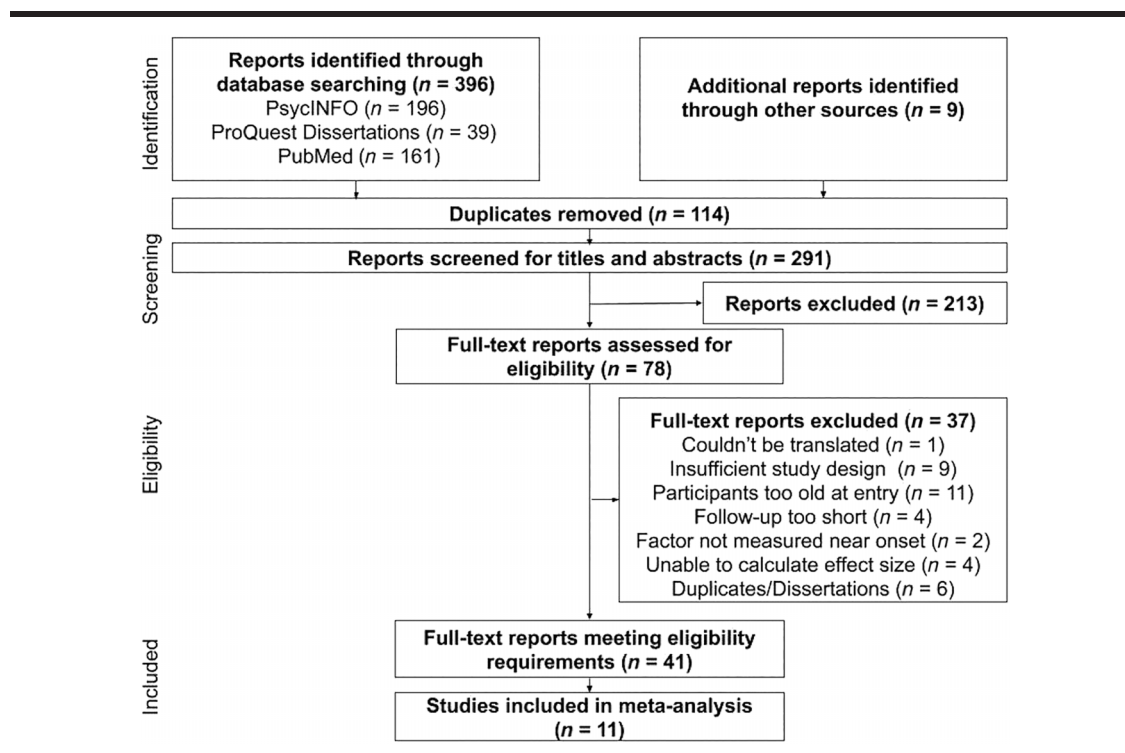 Identification
Reports identified through
database searching (n = 396)
PsycINFO (n = 196)
ProQuest Dissertations (n = 39)
PubMed (n = 161)
Additional reports identified
through other sources (n = 9)
Duplicates removed (n = 114)
Screening
Reports screened for titles and abstracts (n = 291)
Reports excluded (n = 213)
Full-text reports assessed for
eligibility (n = 78)
Eligibility
Full-text reports excluded (n = 37)
Couldn’t be translated (n = 1)
Insufficient study design (n = 9)
Participants too old at entry (n = 11)
Follow-up too short (n = 4)
Factor not measured near onset (n = 2)
Unable to calculate effect size (n = 4)
Duplicates/Dissertations (n = 6)
Included
Full-text reports meeting eligibility
requirements (n = 41)
Studies included in meta-analysis
(n = 11)